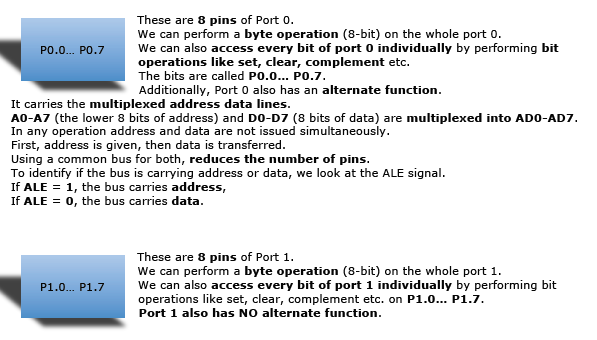 P0.0... P0.7
These are 8 pins of Port 0.
We can perform a byte operation (8-bit) on the whole port 0.
We can also access every bit of port 0 individually by performing bit
operations like set, clear, complement etc.
The bits are called P0.0... P0.7.
Additionally, Port 0 also has an alternate function.
It carries the multiplexed address data lines.
A0-A7 (the lower 8 bits of address) and D0-D7 (8 bits of data) are multiplexed into AD0-AD7.
In any operation address and data are not issued simultaneously.
First, address is given, then data is transferred.
Using a common bus for both, reduces the number of pins.
To identify if the bus is carrying address or data, we look at the ALE signal.
If ALE = 1, the bus carries address,
If ALE = 0, the bus carries data.
P1.0... P1.7
These are 8 pins of Port 1.
We can perform a byte operation (8-bit) on the whole port 1.
We can also access every bit of port 1 individually by performing bit
operations like set, clear, complement etc. on P1.0... P1.7.
Port 1 also has NO alternate function.